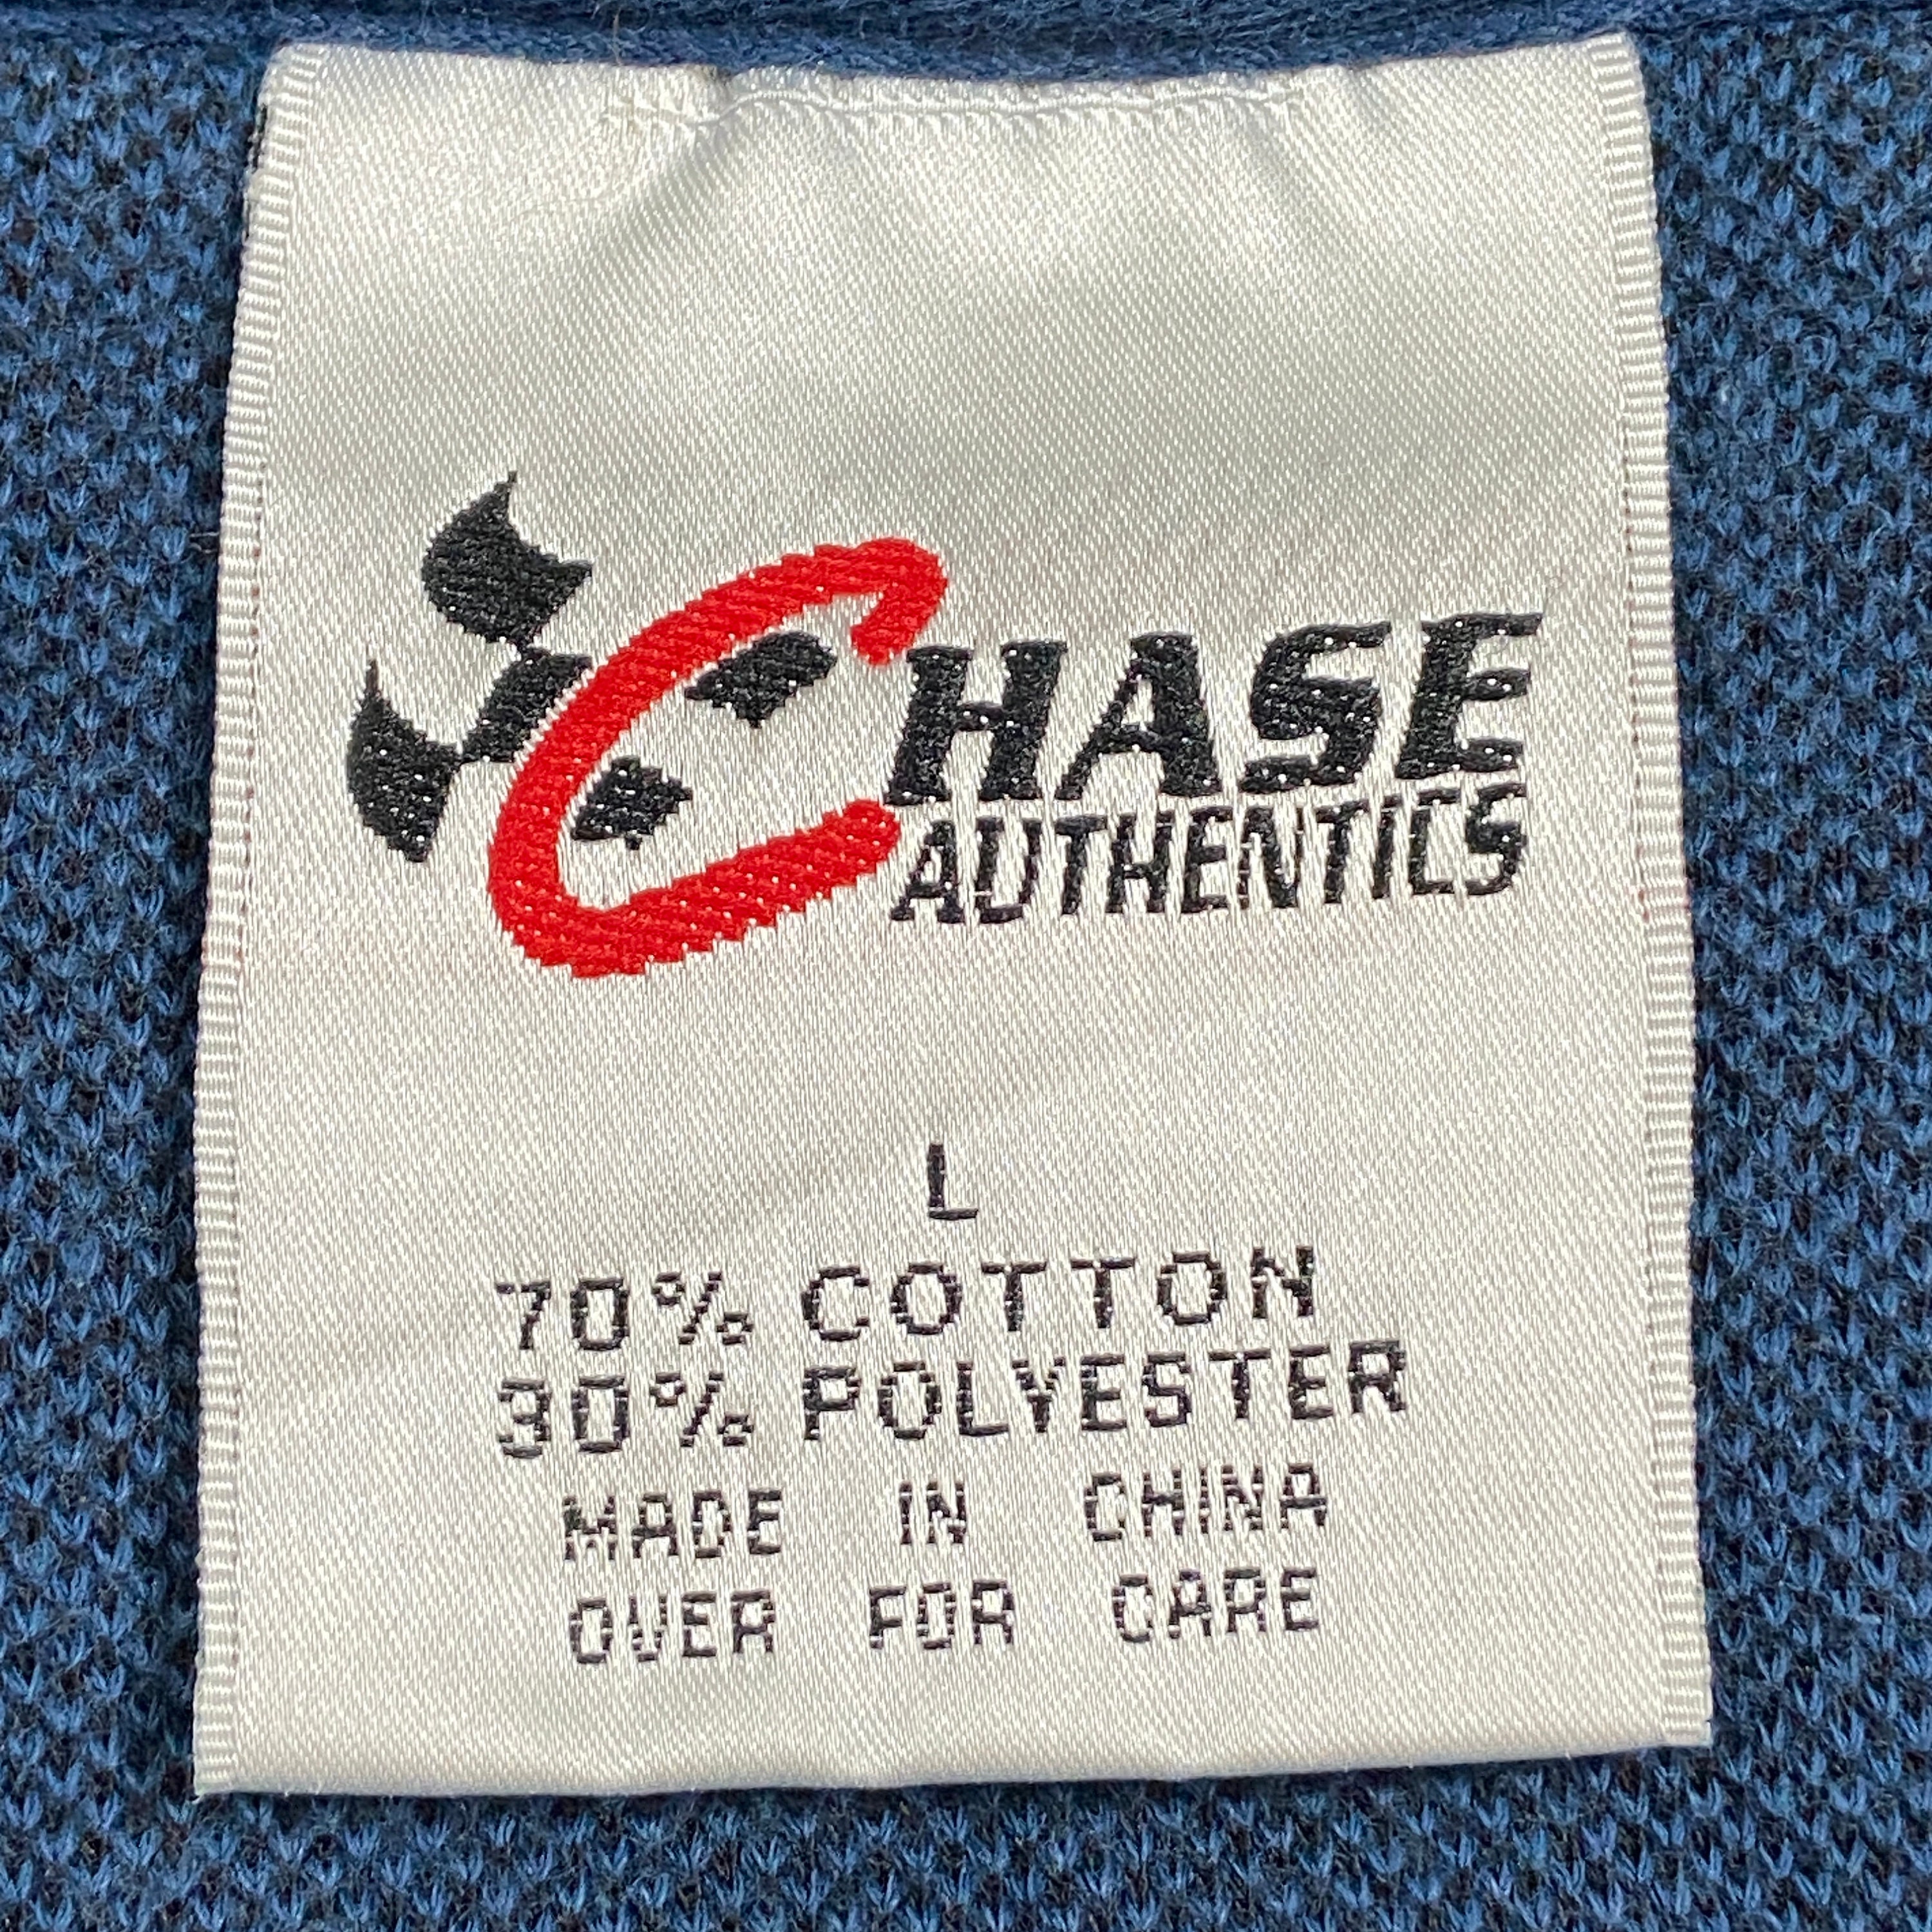 CHASE
AUTHENTICS
L
70% COTTON
30% POLYESTER
MADE IN CHINA
OVER FOR CARE